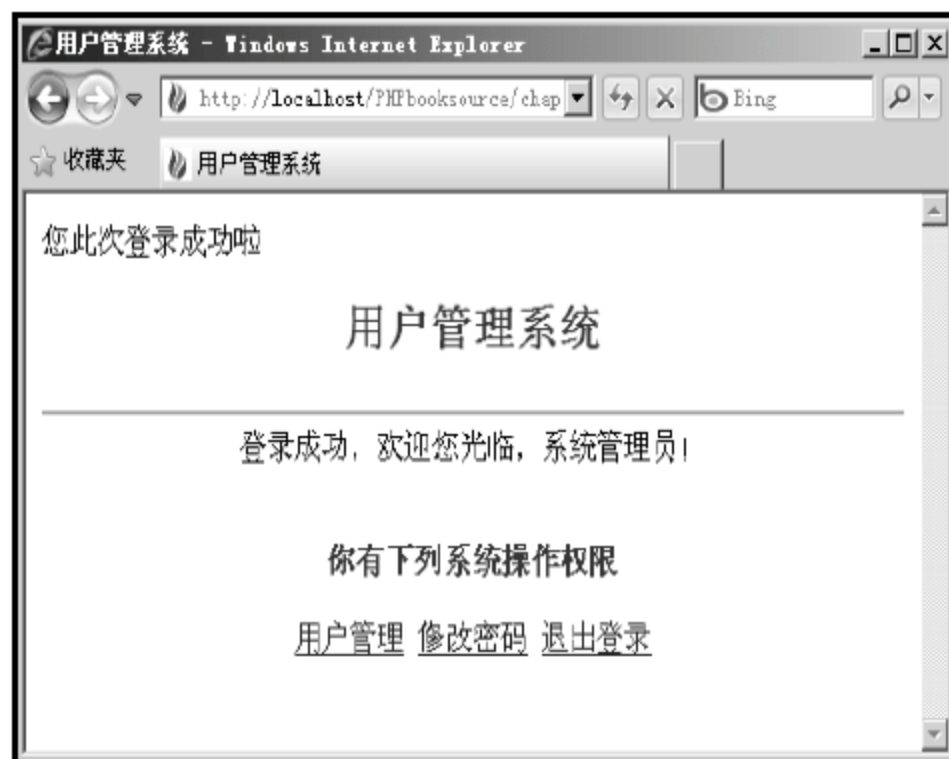 用户管理系统 - Windows Internet Explorer
http://localhost/PHPbooksource/chap
Bing
收藏夹
用户管理系统
您此次登录成功啦
用户管理系统
登录成功，欢迎您光临，系统管理员！
你有下列系统操作权限
用户管理 修改密码 退出登录